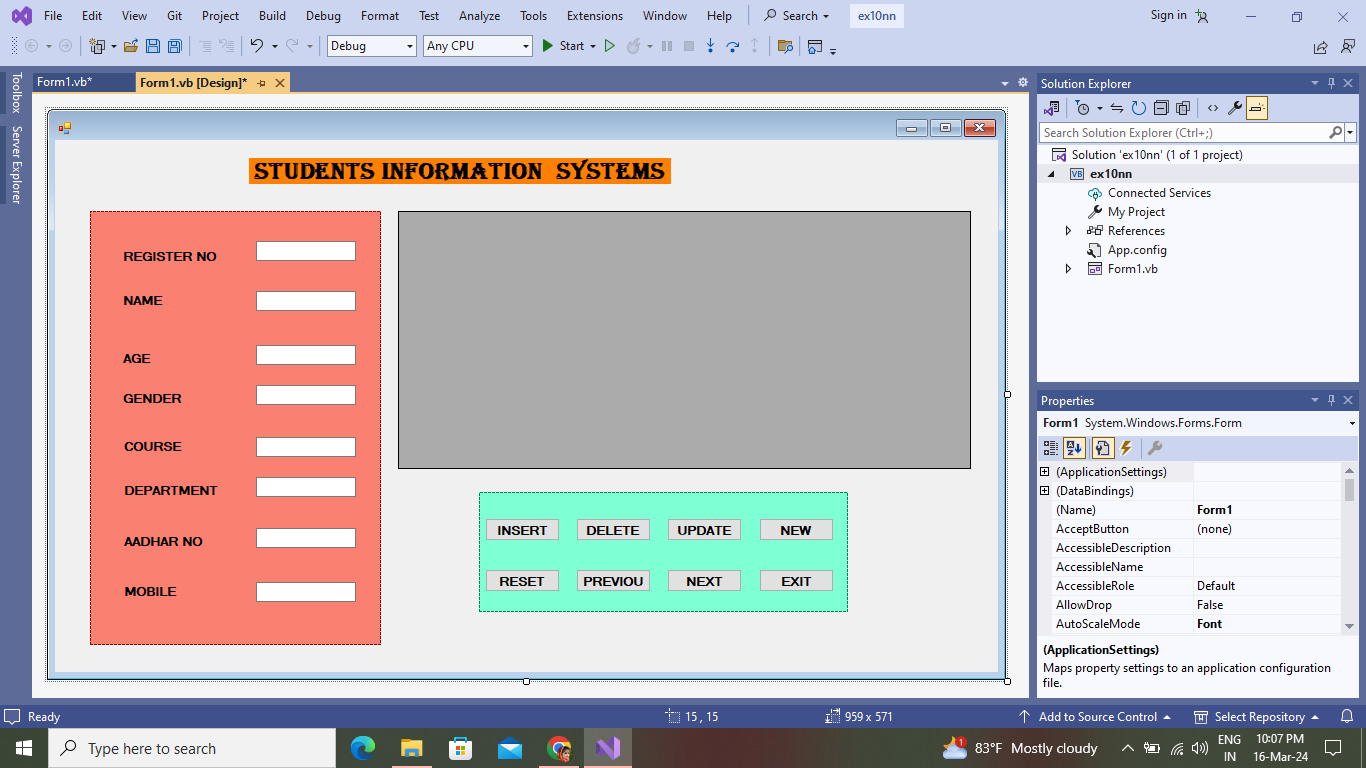 File Edit View Git Project Build Debug Format Test Analyze Tools Extensions Window Help Search ex10nn Sign in
Debug Any CPU Start
Toolbox
Server Explorer
Form1.vb* Form1.vb [Design]*
STUDENTS INFORMATION SYSTEMS
REGISTER NO
NAME
AGE
GENDER
COURSE
DEPARTMENT
AADHAR NO
MOBILE
INSERT DELETE UPDATE NEW
RESET PREVIOU NEXT EXIT
Solution Explorer
Search Solution Explorer (Ctrl+;)
Solution 'ex10nn' (1 of 1 project)
VB ex10nn
Connected Services
My Project
References
App.config
Form1.vb
Properties
Form1 System.Windows.Forms.Form
(ApplicationSettings)
(DataBindings)
(Name) Form1
AcceptButton (none)
AccessibleDescription
AccessibleName
AccessibleRole Default
AllowDrop False
AutoScaleMode Font
(ApplicationSettings)
Maps property settings to an application configuration
file.
Ready 15 , 15 959 x 571 Add to Source Control Select Repository
Type here to search 1 83°F Mostly cloudy ENG IN 10:07 PM 16-Mar-24